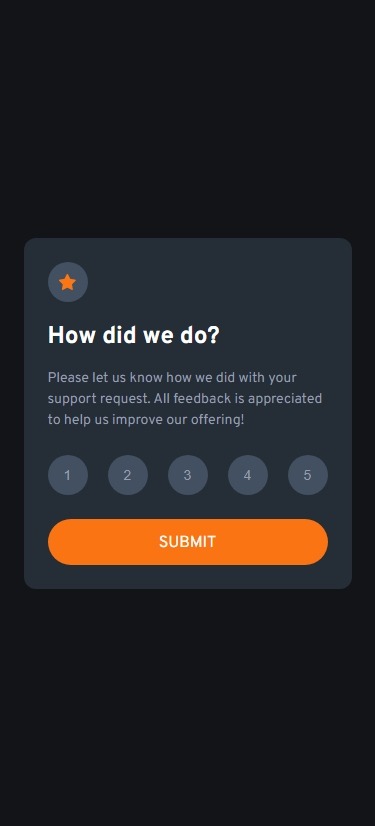 How did we do?
Please let us know how we did with your
support request. All feedback is appreciated
to help us improve our offering!
1 2 3 4 5
SUBMIT